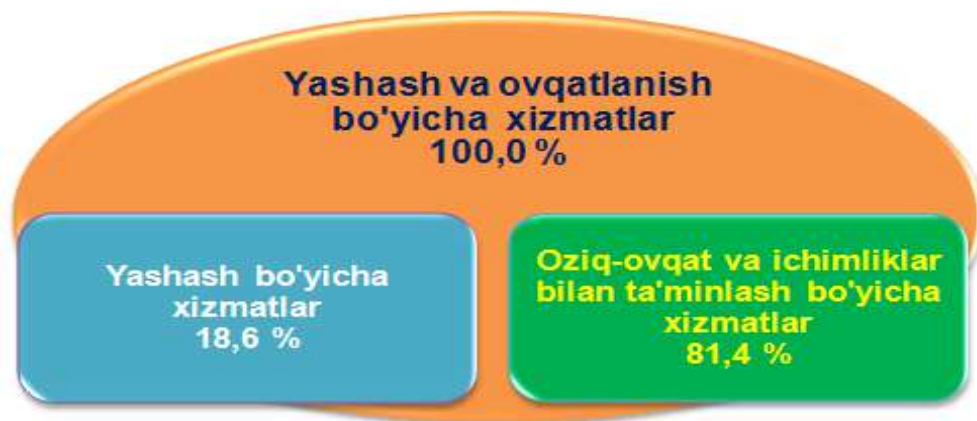 Yashash va ovqatlanish
bo'yicha xizmatlar
100,0 %
Yashash bo'yicha
xizmatlar
18,6 %
Oziq-ovqat va ichimliklar
bilan ta'minlash bo'yicha
xizmatlar
81,4 %